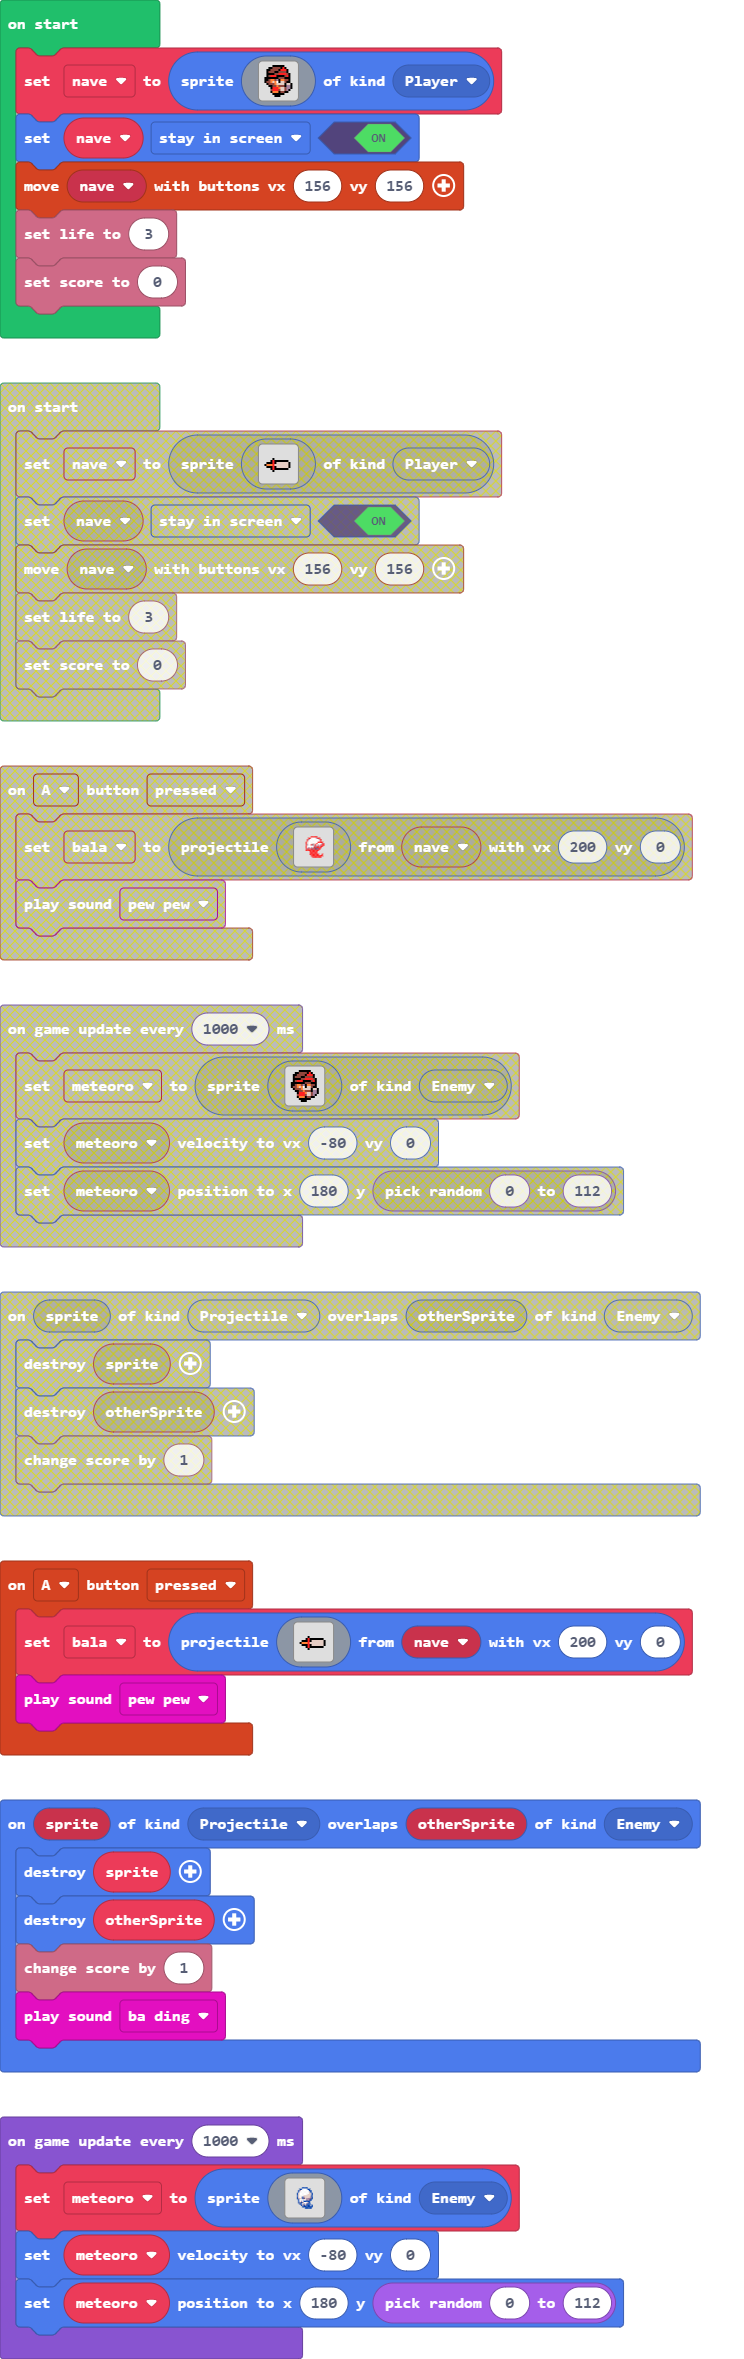 on start
set nave to sprite of kind Player
set nave stay in screen ON
move nave with buttons vx 156 vy 156
set life to 3
set score to 0
on start
set nave to sprite of kind Player
set nave stay in screen ON
move nave with buttons vx 156 vy 156
set life to 3
set score to 0
on A button pressed
set bala to projectile from nave with vx 200 vy 0
play sound pew pew
on game update every 1000 ms
set meteoro to sprite of kind Enemy
set meteoro velocity to vx -80 vy 0
set meteoro position to x 180 y pick random 0 to 112
on sprite of kind Projectile overlaps otherSprite of kind Enemy
destroy sprite
destroy otherSprite
change score by 1
on A button pressed
set bala to projectile from nave with vx 200 vy 0
play sound pew pew
on sprite of kind Projectile overlaps otherSprite of kind Enemy
destroy sprite
destroy otherSprite
change score by 1
play sound ba ding
on game update every 1000 ms
set meteoro to sprite of kind Enemy
set meteoro velocity to vx -80 vy 0
set meteoro position to x 180 y pick random 0 to 112